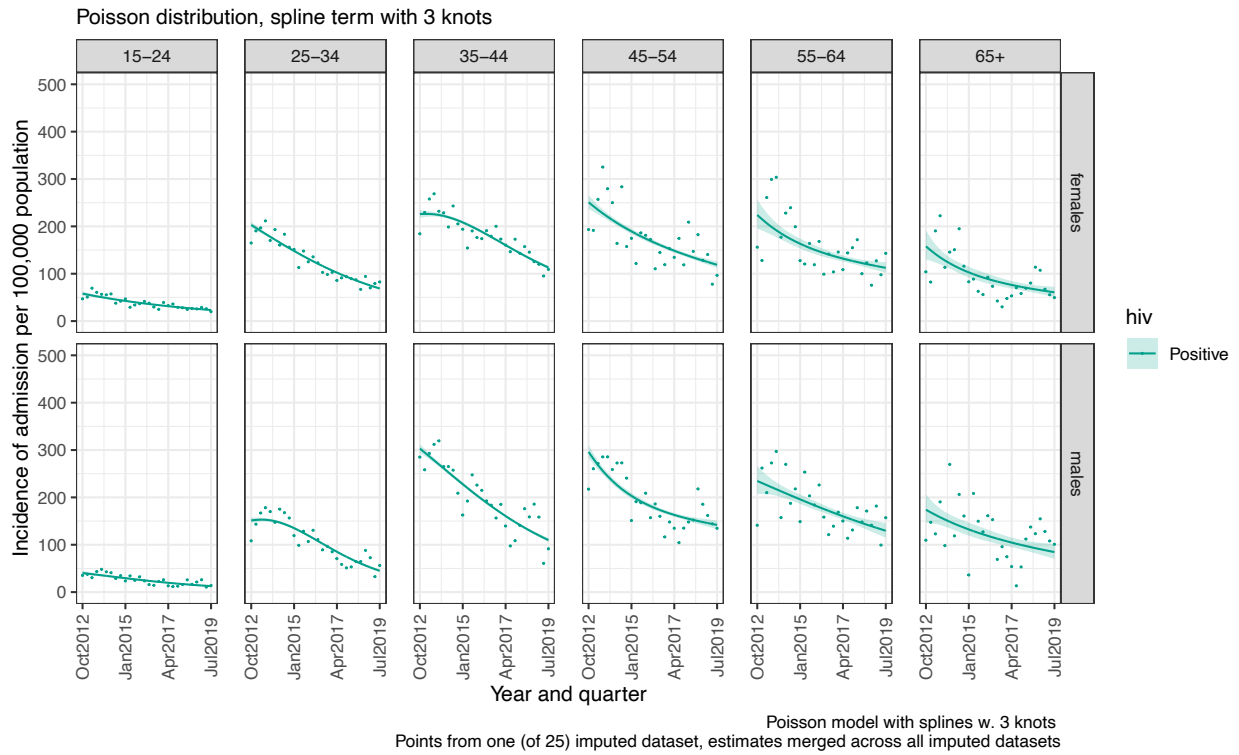 Poisson distribution, spline term with 3 knots
15−24 25−34 35−44 45−54 55−64 65+
Incidence of admission per 100,000 population
500
400
300
200
100
0
females
500
400
300
200
100
0
males
hiv
Positive
Oct2012 Jan2015 Apr2017 Jul2019 Oct2012 Jan2015 Apr2017 Jul2019 Oct2012 Jan2015 Apr2017 Jul2019 Oct2012 Jan2015 Apr2017 Jul2019 Oct2012 Jan2015 Apr2017 Jul2019 Oct2012 Jan2015 Apr2017 Jul2019
Year and quarter
Poisson model with splines w. 3 knots
Points from one (of 25) imputed dataset, estimates merged across all imputed datasets